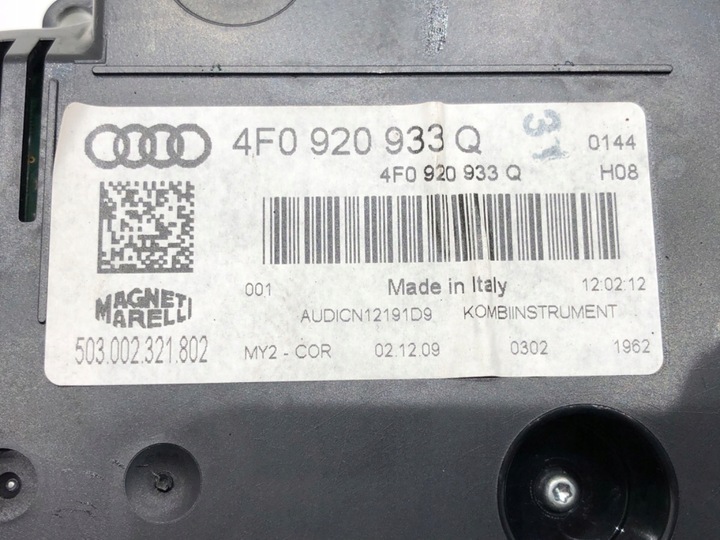 4F0 920 933 Q 31 0144
4F0 920 933 Q H08
001 Made in Italy 12:02:12
MAGNETI MARELLI
AUDICN12191D9 KOMBIINSTRUMENT
503.002.321.802 MY2 - COR 02.12.09 0302 1962